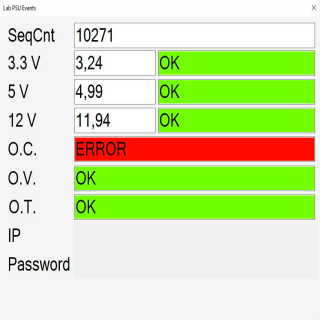 Lab PSU Events X
SeqCnt 10271
3.3 V 3,24 OK
5 V 4,99 OK
12 V 11,94 OK
O.C. ERROR
O.V. OK
O.T. OK
IP
Password